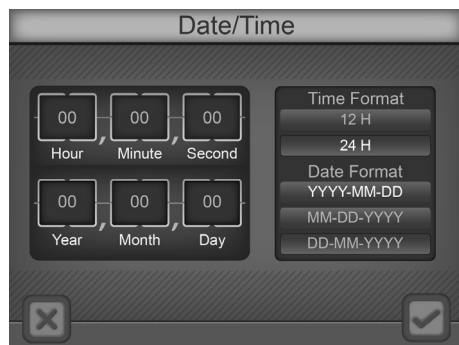 Date/Time
00 00 00
Hour Minute Second
00 00 00
Year Month Day
Time Format
12 H
24 H
Date Format
YYYY-MM-DD
MM-DD-YYYY
DD-MM-YYYY